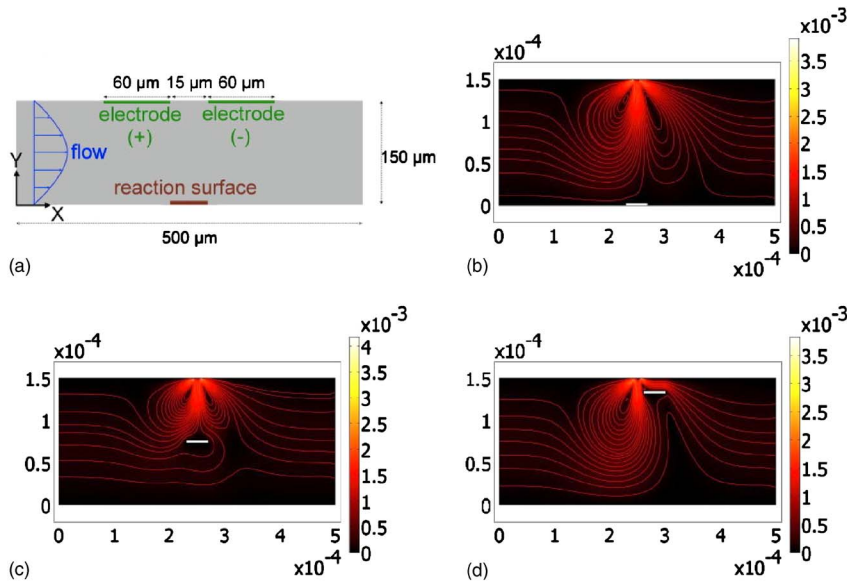 60 µm 15 µm 60 µm
electrode electrode
(+) (-)
flow
Y
X
reaction surface
150 µm
500 µm
(a)
x10⁻⁴
1.5
1
0.5
0
0 1 2 3 4 5
x10⁻⁴
x10⁻³
3.5
3
2.5
2
1.5
1
0.5
0
(b)
x10⁻⁴
1.5
1
0.5
0
0 1 2 3 4 5
x10⁻⁴
x10⁻³
4
3.5
3
2.5
2
1.5
1
0.5
0
(c)
x10⁻⁴
1.5
1
0.5
0
0 1 2 3 4 5
x10⁻⁴
x10⁻³
3.5
3
2.5
2
1.5
1
0.5
0
(d)